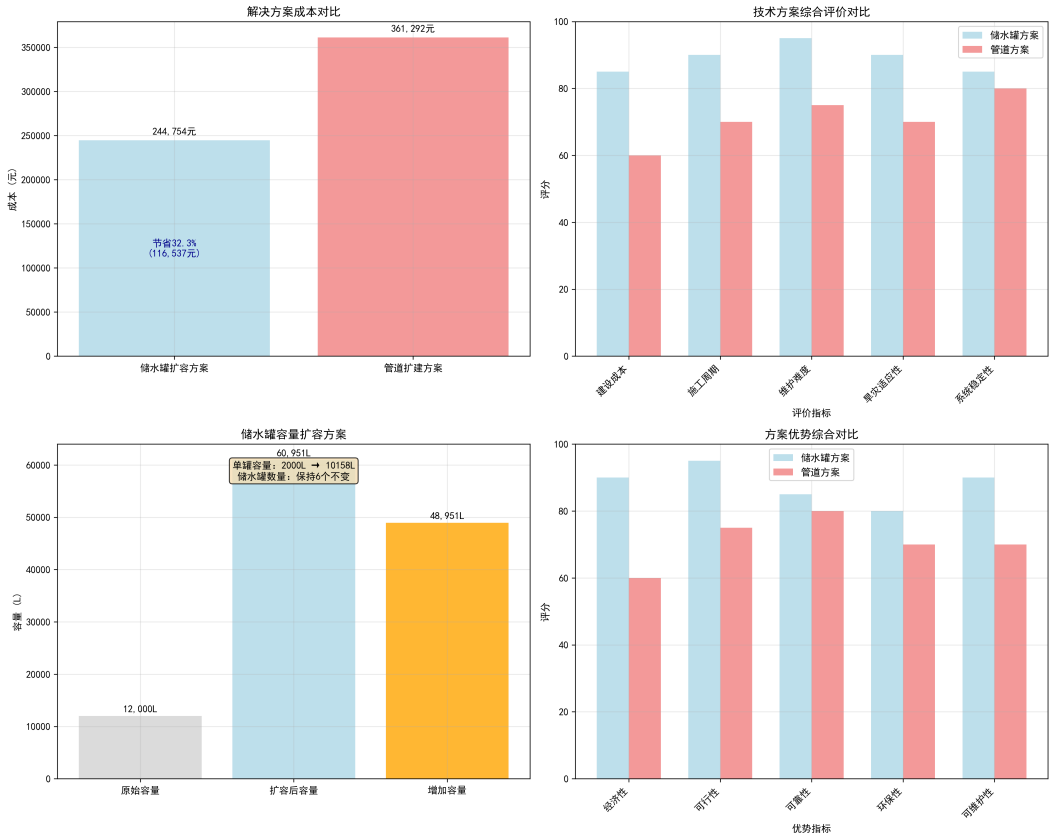 解决方案成本对比
361,292元
244,754元
节省32.3%
(116,537元)
成本 (元)
350000
300000
250000
200000
150000
100000
50000
0
储水罐扩容方案
管道扩建方案
技术方案综合评价对比
储水罐方案
管道方案
评分
100
80
60
40
20
0
建设成本
施工周期
维护难度
旱灾适应性
系统稳定性
评价指标
储水罐容量扩容方案
60,951L
单罐容量: 2000L → 10158L
储水罐数量: 保持6个不变
48,951L
12,000L
容量 (L)
60000
50000
40000
30000
20000
10000
0
原始容量
扩容后容量
增加容量
方案优势综合对比
储水罐方案
管道方案
评分
100
80
60
40
20
0
经济性
可行性
可靠性
环保性
可维护性
优势指标